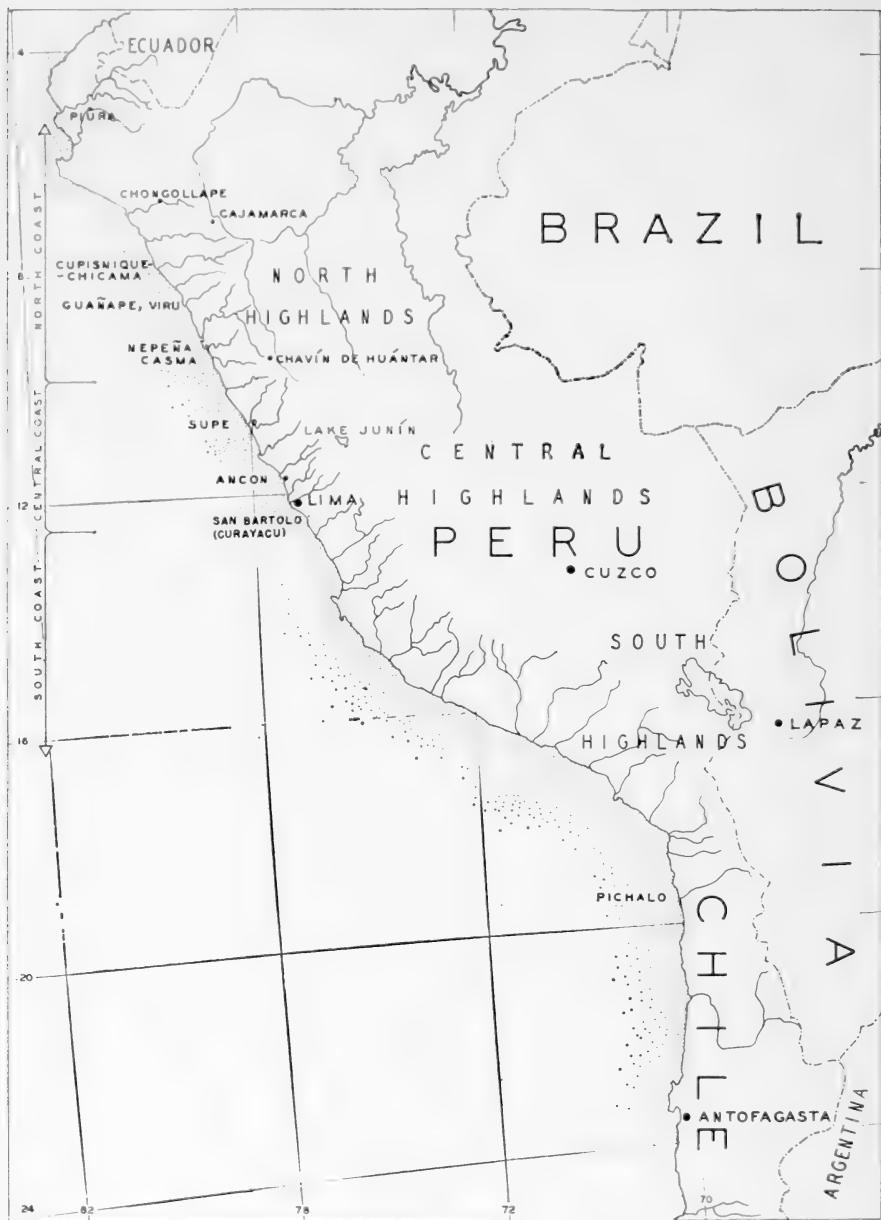 4
ECUADOR
PIURA
CHONGOLLAPE
CAJAMARCA
BRAZIL
NORTH COAST
CUPISNIQUE-
-CHICAMA
8
NORTH
HIGHLANDS
GUAÑAPE, VIRU
NEPEÑA
CASMA
CHAVÍN DE HUÁNTAR
CENTRAL COAST
SUPE
LAKE JUNÍN
CENTRAL
HIGHLANDS
ANCON
12
LIMA
SAN BARTOLO
(CURAYACU)
PERU
CUZCO
BOLIVIA
SOUTH COAST
SOUTH
HIGHLANDS
LAPAZ
16
PICHALO
CHILE
20
ANTOFAGASTA
ARGENTINA
24
82
78
72
70